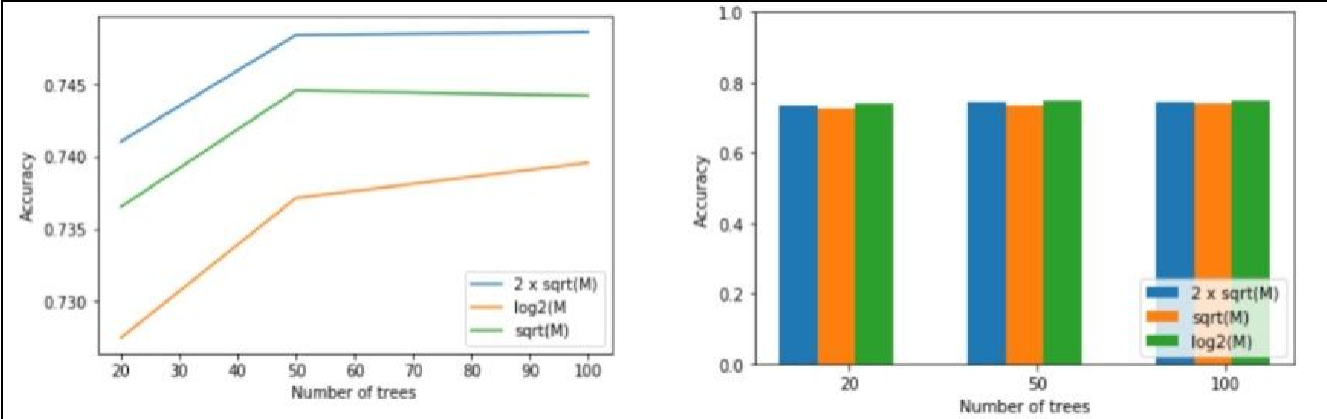 0.745
0.740
0.735
0.730
Accuracy
20 30 40 50 60 70 80 90 100
Number of trees
2 x sqrt(M)
log2(M
sqrt(M)
1.0
0.8
0.6
0.4
0.2
0.0
Accuracy
20 50 100
Number of trees
2 x sqrt(M)
sqrt(M)
log2(M)